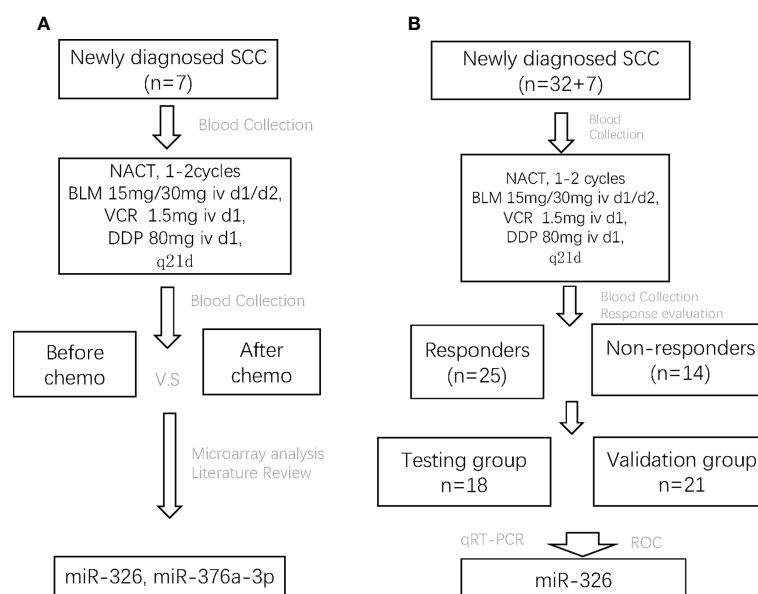 A
Newly diagnosed SCC
(n=7)
Blood Collection
NACT, 1-2cycles
BLM 15mg/30mg iv d1/d2,
VCR 1.5mg iv d1,
DDP 80mg iv d1,
q21d
Blood Collection
Before
chemo
V.S
After
chemo
Microarray analysis
Literature Review
miR-326, miR-376a-3p
B
Newly diagnosed SCC
(n=32+7)
Blood
Collection
NACT, 1-2 cycles
BLM 15mg/30mg iv d1/d2,
VCR 1.5mg iv d1,
DDP 80mg iv d1,
q21d
Blood Collection
Response evaluation
Responders
(n=25)
Non-responders
(n=14)
Testing group
n=18
Validation group
n=21
qRT-PCR
ROC
miR-326